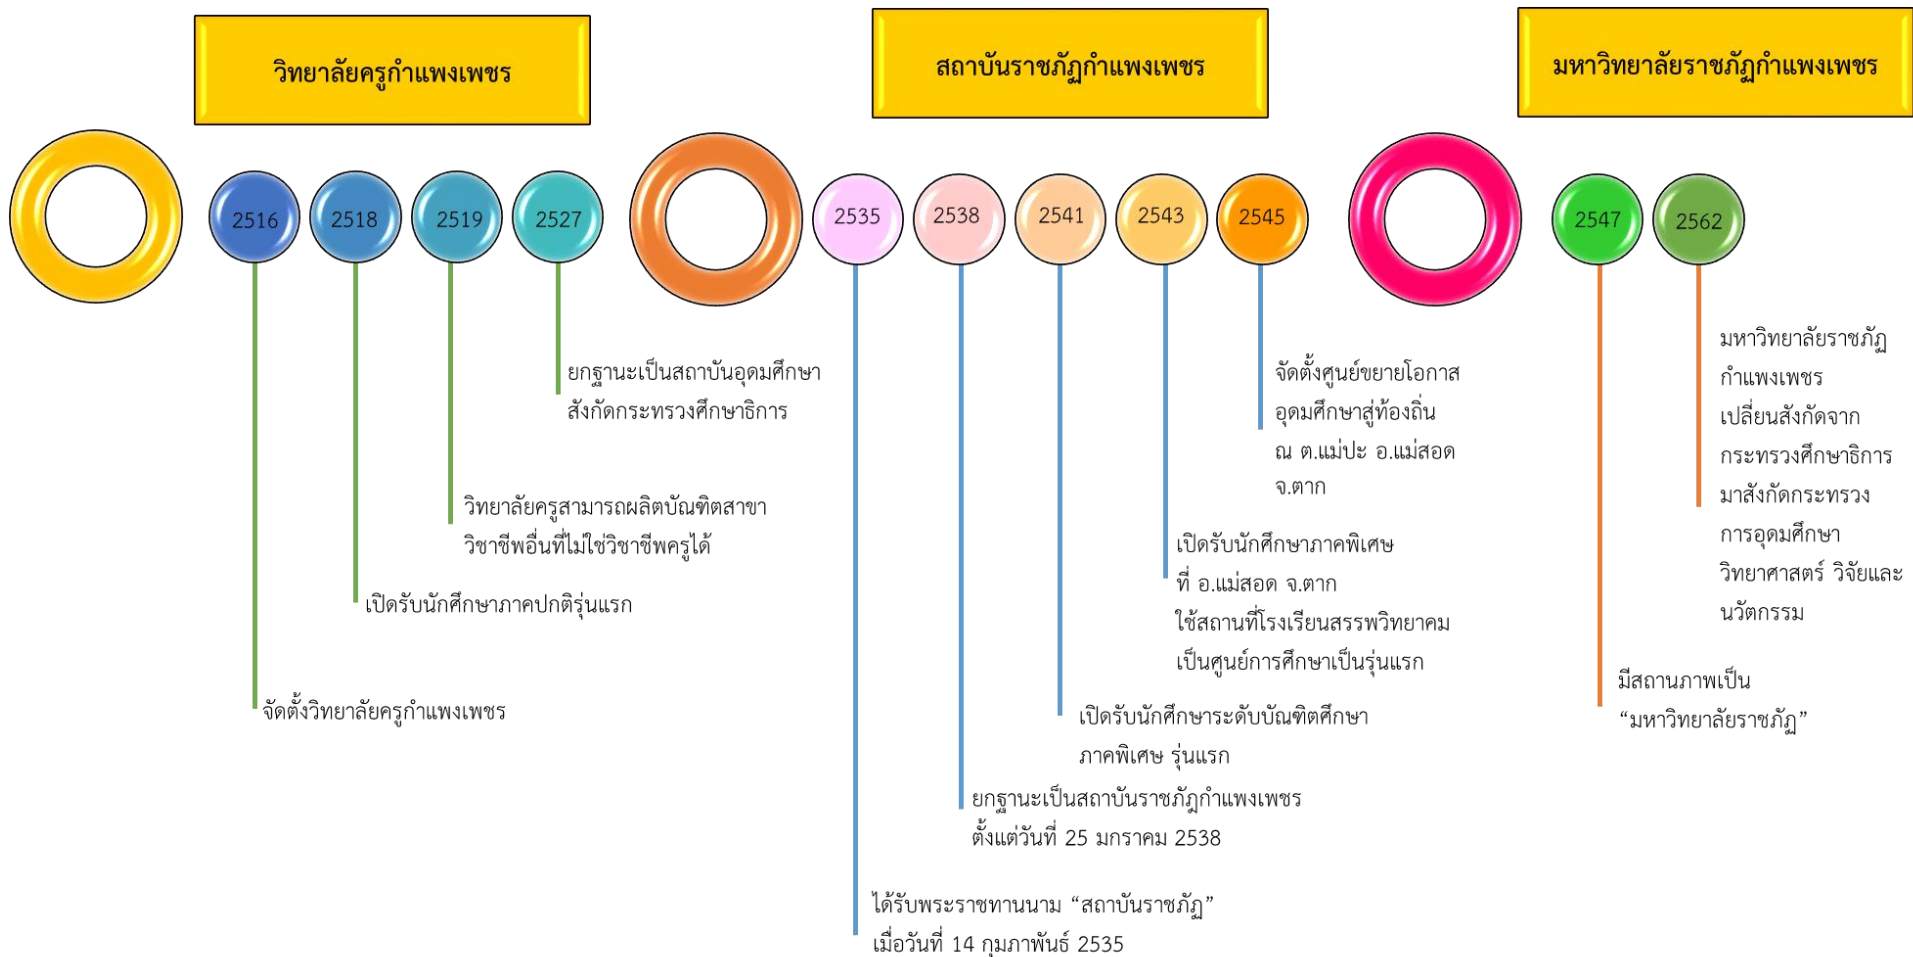 วิทยาลัยครูกำแพงเพชร
สถาบันราชภัฏกำแพงเพชร
มหาวิทยาลัยราชภัฏกำแพงเพชร
2516
2518
2519
2527
2535
2538
2541
2543
2545
2547
2562
จัดตั้งวิทยาลัยครูกำแพงเพชร
เปิดรับนักศึกษาภาคปกติรุ่นแรก
วิทยาลัยครูสามารถผลิตบัณฑิตสาขา
วิชาชีพอื่นที่ไม่ใช่วิชาชีพครูได้
ยกฐานะเป็นสถาบันอุดมศึกษา
สังกัดกระทรวงศึกษาธิการ
ได้รับพระราชทานนาม “สถาบันราชภัฏ”
เมื่อวันที่ 14 กุมภาพันธ์ 2535
ยกฐานะเป็นสถาบันราชภัฎกำแพงเพชร
ตั้งแต่วันที่ 25 มกราคม 2538
เปิดรับนักศึกษาระดับบัณฑิตศึกษา
ภาคพิเศษ รุ่นแรก
เปิดรับนักศึกษาภาคพิเศษ
ที่ อ.แม่สอด จ.ตาก
ใช้สถานที่โรงเรียนสรรพวิทยาคม
เป็นศูนย์การศึกษาเป็นรุ่นแรก
จัดตั้งศูนย์ขยายโอกาส
อุดมศึกษาสู่ท้องถิ่น
ณ ต.แม่ปะ อ.แม่สอด
จ.ตาก
มีสถานภาพเป็น
“มหาวิทยาลัยราชภัฏ”
มหาวิทยาลัยราชภัฏ
กำแพงเพชร
เปลี่ยนสังกัดจาก
กระทรวงศึกษาธิการ
มาสังกัดกระทรวง
การอุดมศึกษา
วิทยาศาสตร์ วิจัยและ
นวัตกรรม